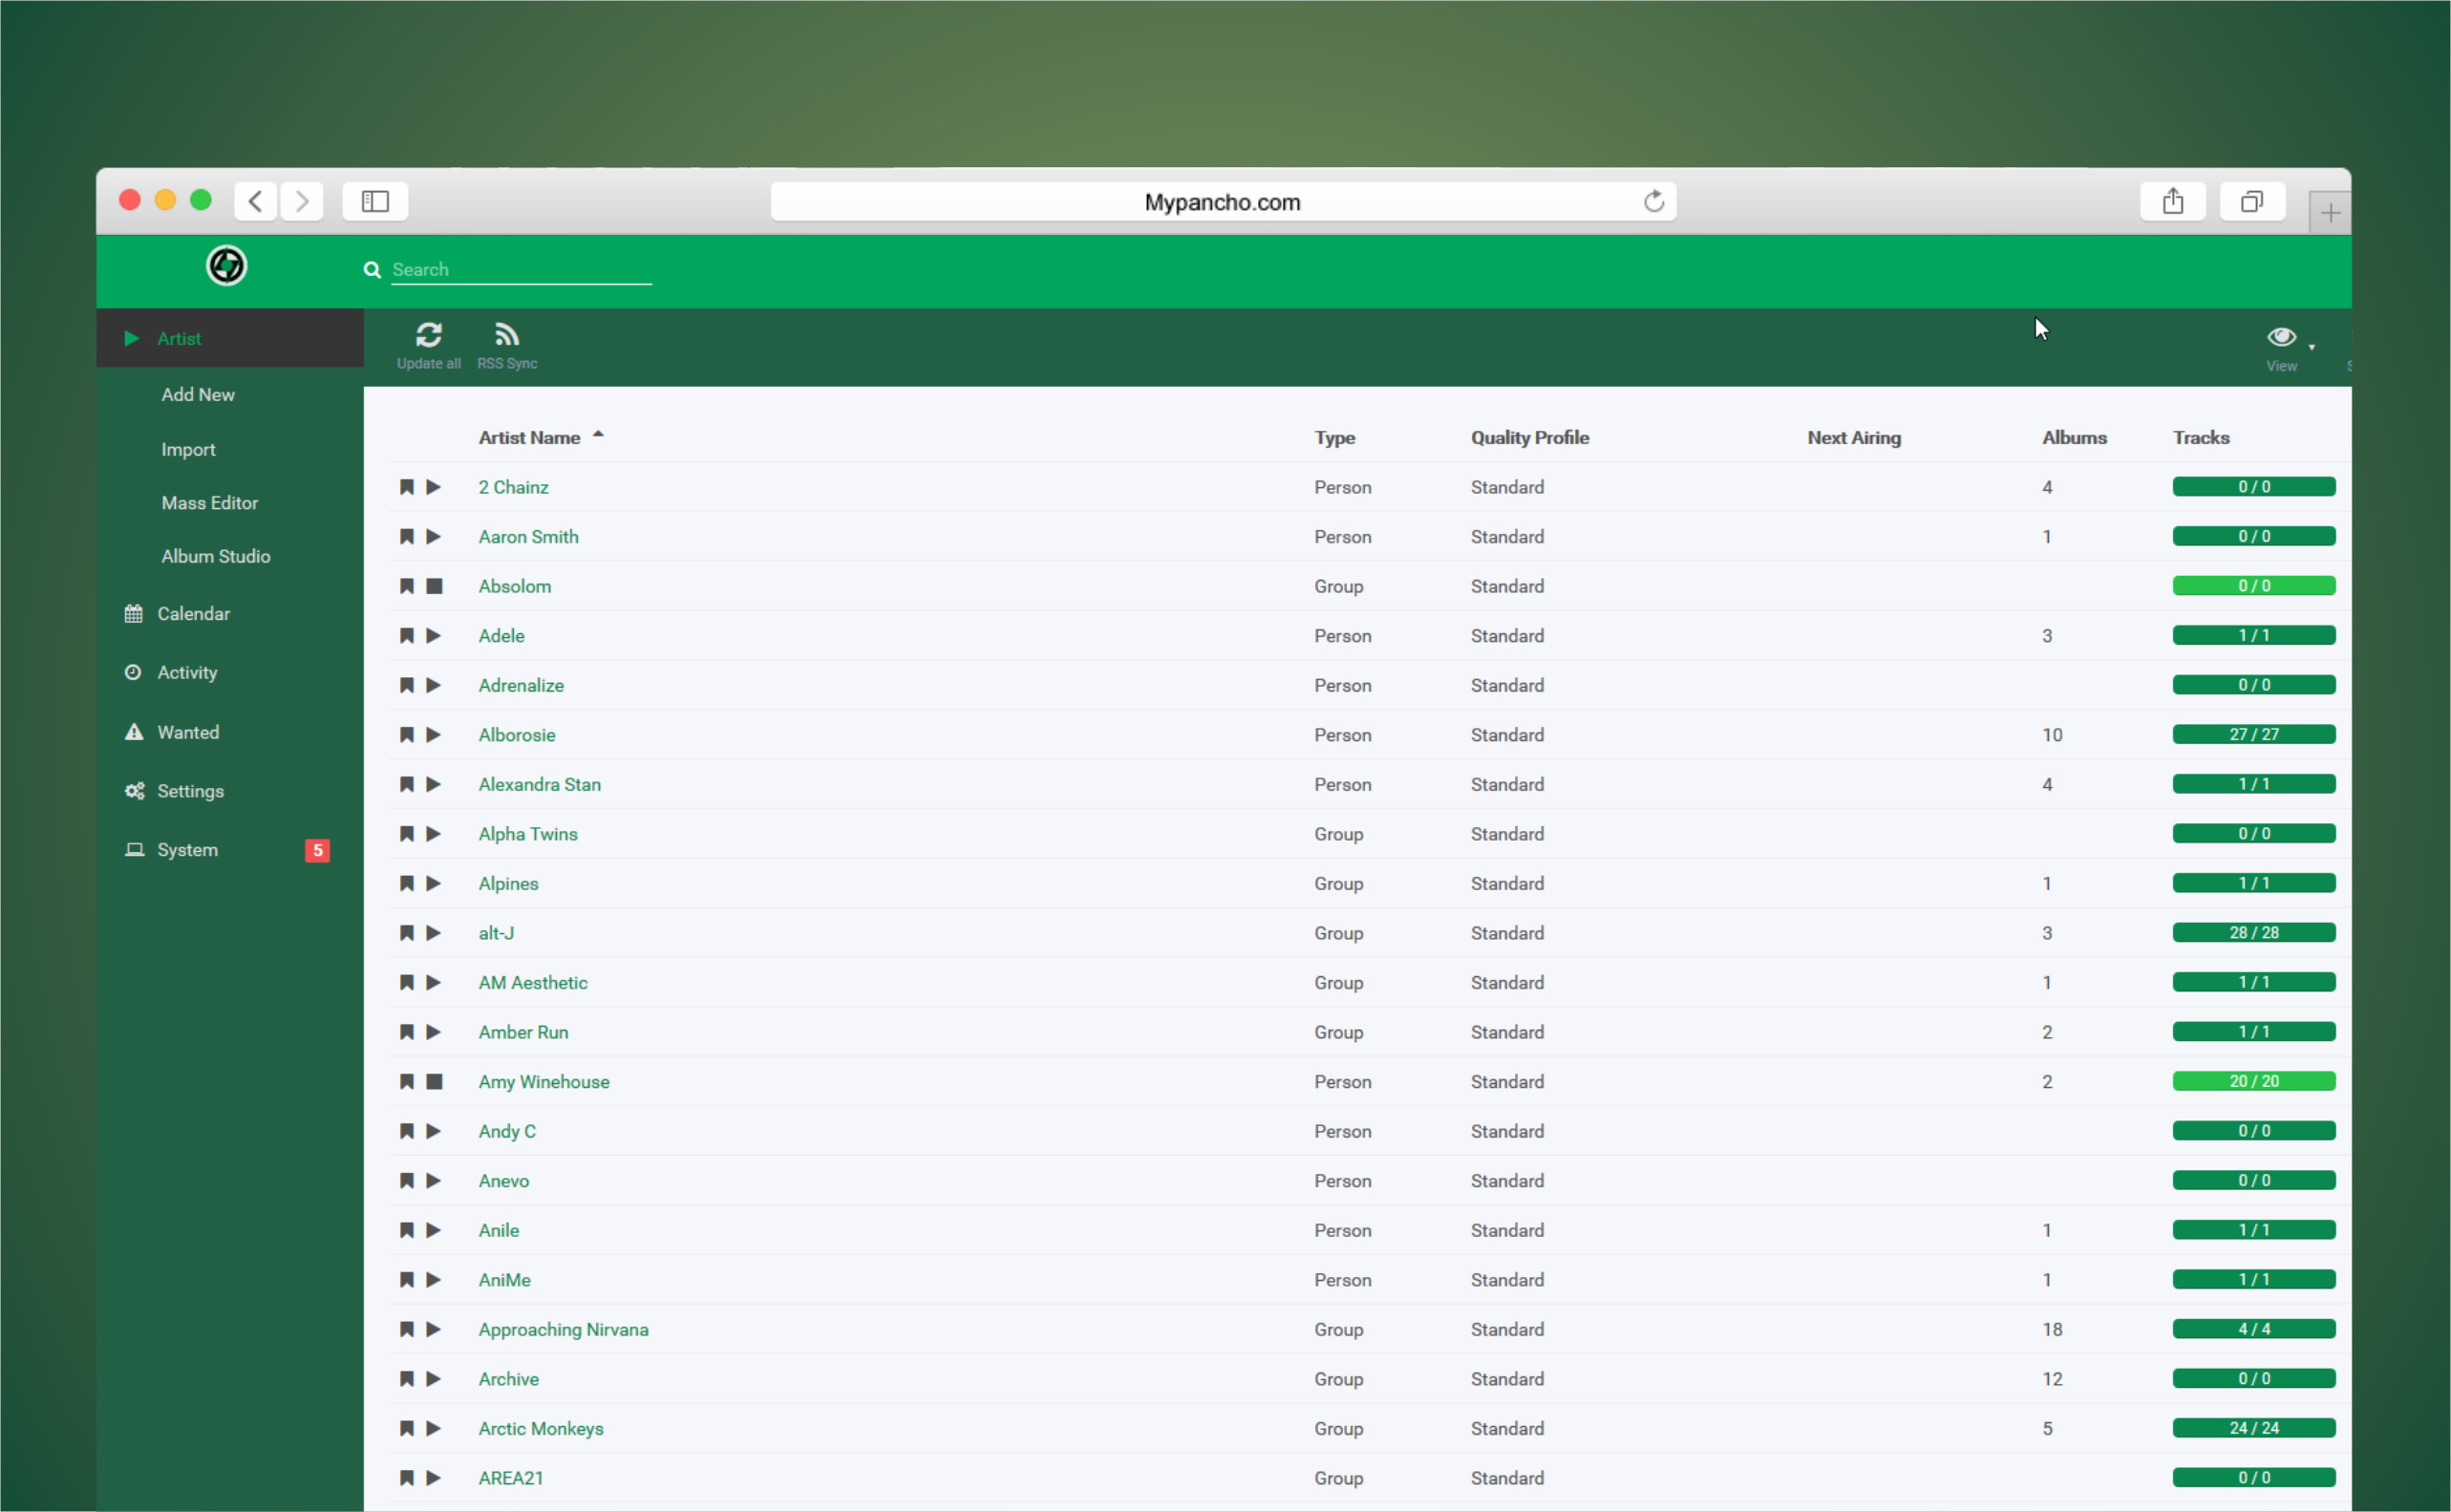 Mypancho.com
Search
Artist
Update all RSS Sync View
Add New
Import
Mass Editor
Album Studio
Calendar
Activity
Wanted
Settings
System 5
Artist Name Type Quality Profile Next Airing Albums Tracks
2 Chainz Person Standard 4 0 / 0
Aaron Smith Person Standard 1 0 / 0
Absolom Group Standard 0 / 0
Adele Person Standard 3 1 / 1
Adrenalize Person Standard 0 / 0
Alborosie Person Standard 10 27 / 27
Alexandra Stan Person Standard 4 1 / 1
Alpha Twins Group Standard 0 / 0
Alpines Group Standard 1 1 / 1
alt-J Group Standard 3 28 / 28
AM Aesthetic Group Standard 1 1 / 1
Amber Run Group Standard 2 1 / 1
Amy Winehouse Person Standard 2 20 / 20
Andy C Person Standard 0 / 0
Anevo Person Standard 0 / 0
Anile Person Standard 1 1 / 1
AniMe Person Standard 1 1 / 1
Approaching Nirvana Group Standard 18 4 / 4
Archive Group Standard 12 0 / 0
Arctic Monkeys Group Standard 5 24 / 24
AREA21 Group Standard 0 / 0